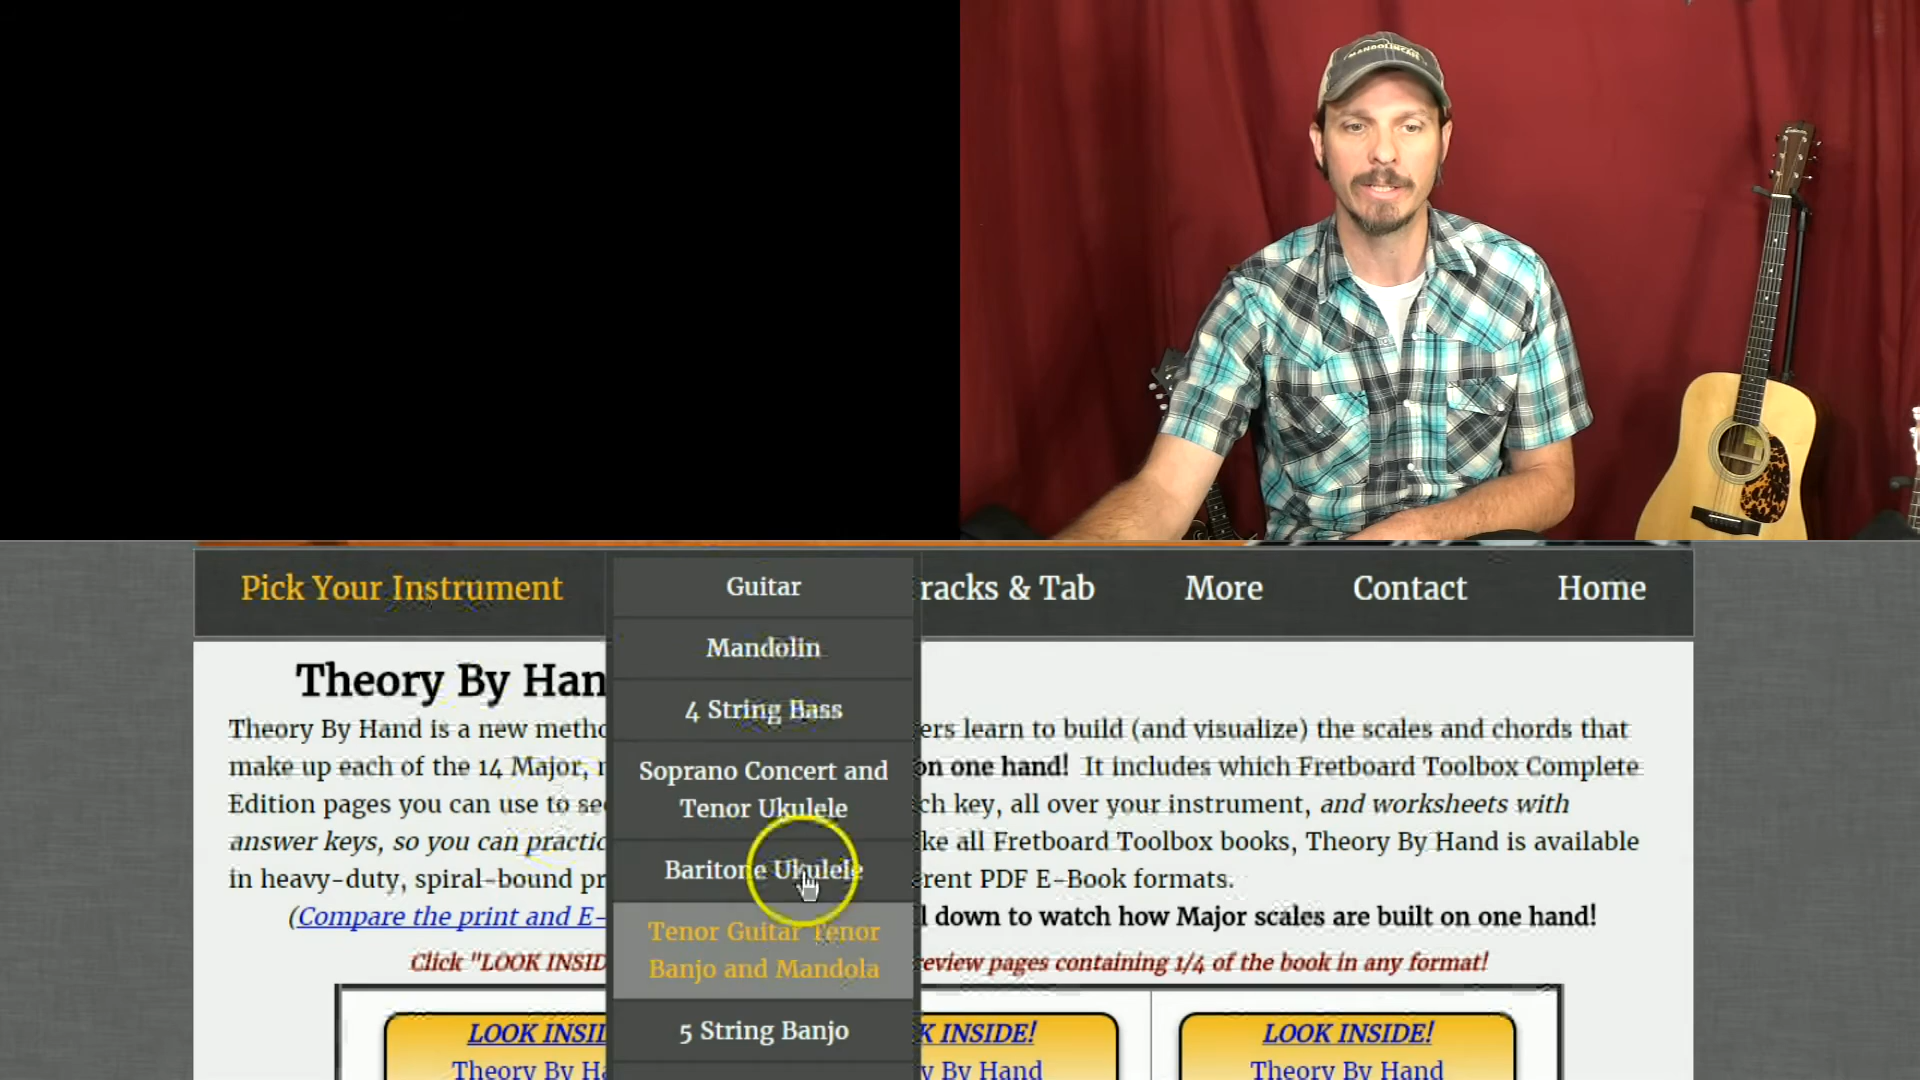 MANDOLINCAFE
Pick Your Instrument
racks & Tab
More
Contact
Home
Guitar
Mandolin
4 String Bass
Soprano Concert and
Tenor Ukulele
Baritone Ukulele
Tenor Guitar Tenor
Banjo and Mandola
5 String Banjo
Theory By Han
Theory By Hand is a new metho
ers learn to build (and visualize) the scales and chords that
make up each of the 14 Major,
on one hand! It includes which Fretboard Toolbox Complete
Edition pages you can use to se
ch key, all over your instrument, and worksheets with
answer keys, so you can practic
ke all Fretboard Toolbox books, Theory By Hand is available
in heavy-duty, spiral-bound pr
rent PDF E-Book formats.
(Compare the print and E-
l down to watch how Major scales are built on one hand!
Click "LOOK INSID
eview pages containing 1/4 of the book in any format!
LOOK INSI
K INSIDE!
LOOK INSIDE!
Theory By Ha
y By Hand
Theory By Hand